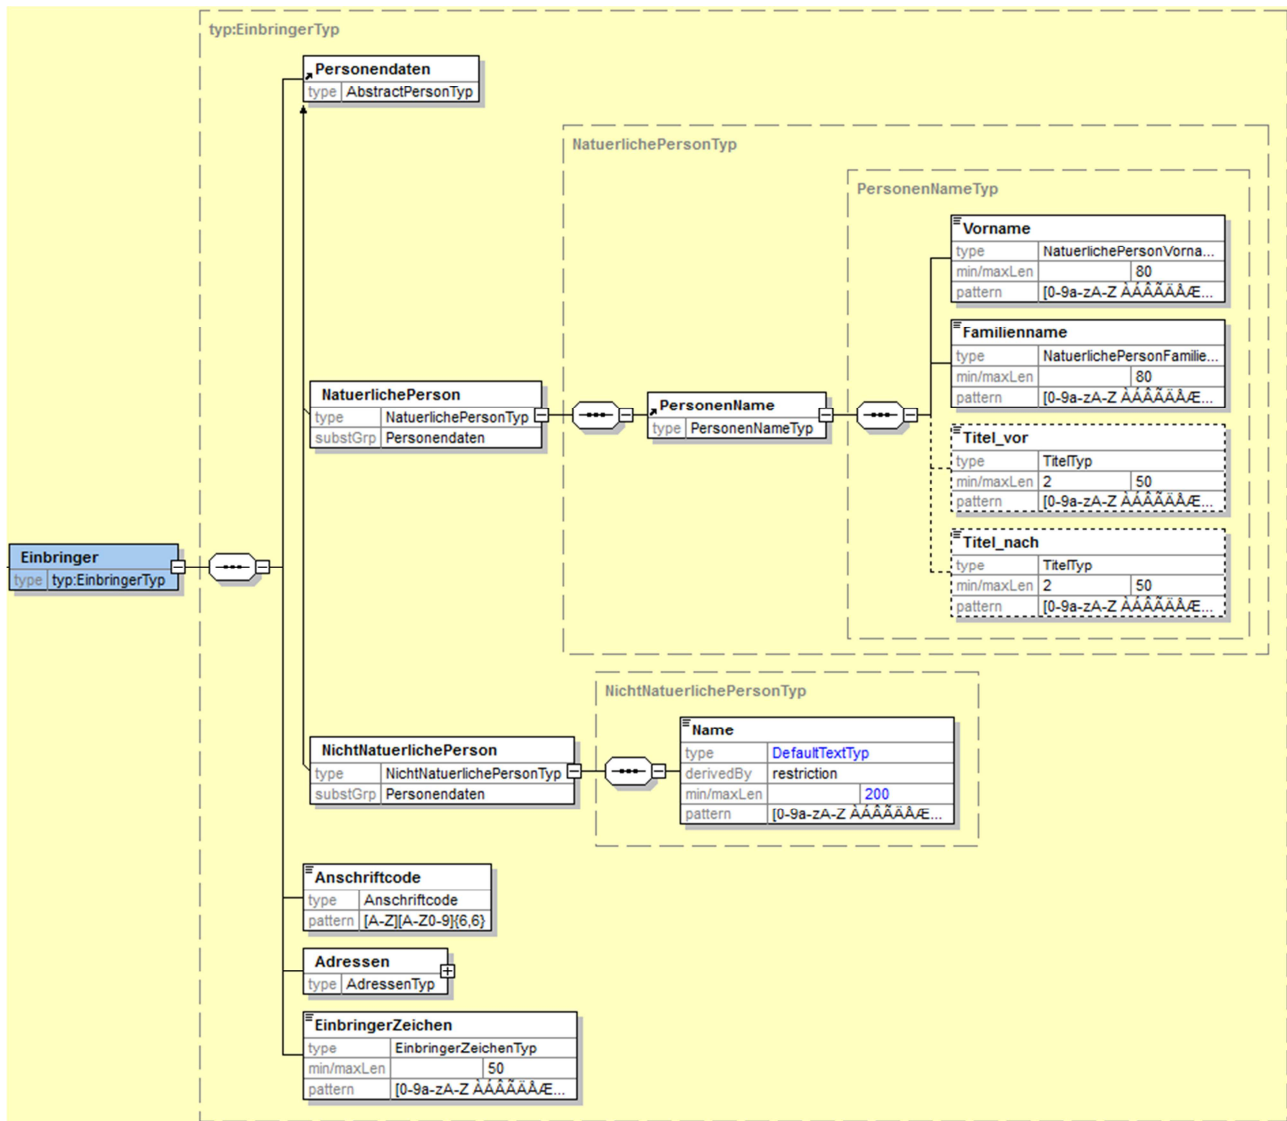 typ:EinbringerTyp
Personendaten
type AbstractPersonTyp
NatuerlichePersonTyp
PersonenNameTyp
Vorname
type NatuerlichePersonVorna...
min/maxLen 80
pattern [0-9a-zA-Z ÀÁÂÃÄÅÆ...
Familienname
type NatuerlichePersonFamilie...
min/maxLen 80
pattern [0-9a-zA-Z ÀÁÂÃÄÅÆ...
NatuerlichePerson
type NatuerlichePersonTyp
substGrp Personendaten
PersonenName
type PersonenNameTyp
Titel_vor
type TitelTyp
min/maxLen 2 50
pattern [0-9a-zA-Z ÀÁÂÃÄÅÆ...
Titel_nach
type TitelTyp
min/maxLen 2 50
pattern [0-9a-zA-Z ÀÁÂÃÄÅÆ...
Einbringer
type typ:EinbringerTyp
NichtNatuerlichePersonTyp
NichtNatuerlichePerson
type NichtNatuerlichePersonTyp
substGrp Personendaten
Name
type DefaultTextTyp
derivedBy restriction
min/maxLen 200
pattern [0-9a-zA-Z ÀÁÂÃÄÅÆ...
Anschriftcode
type Anschriftcode
pattern [A-Z][A-Z0-9]{6,6}
Adressen
type AdressenTyp
EinbringerZeichen
type EinbringerZeichenTyp
min/maxLen 50
pattern [0-9a-zA-Z ÀÁÂÃÄÅÆ...